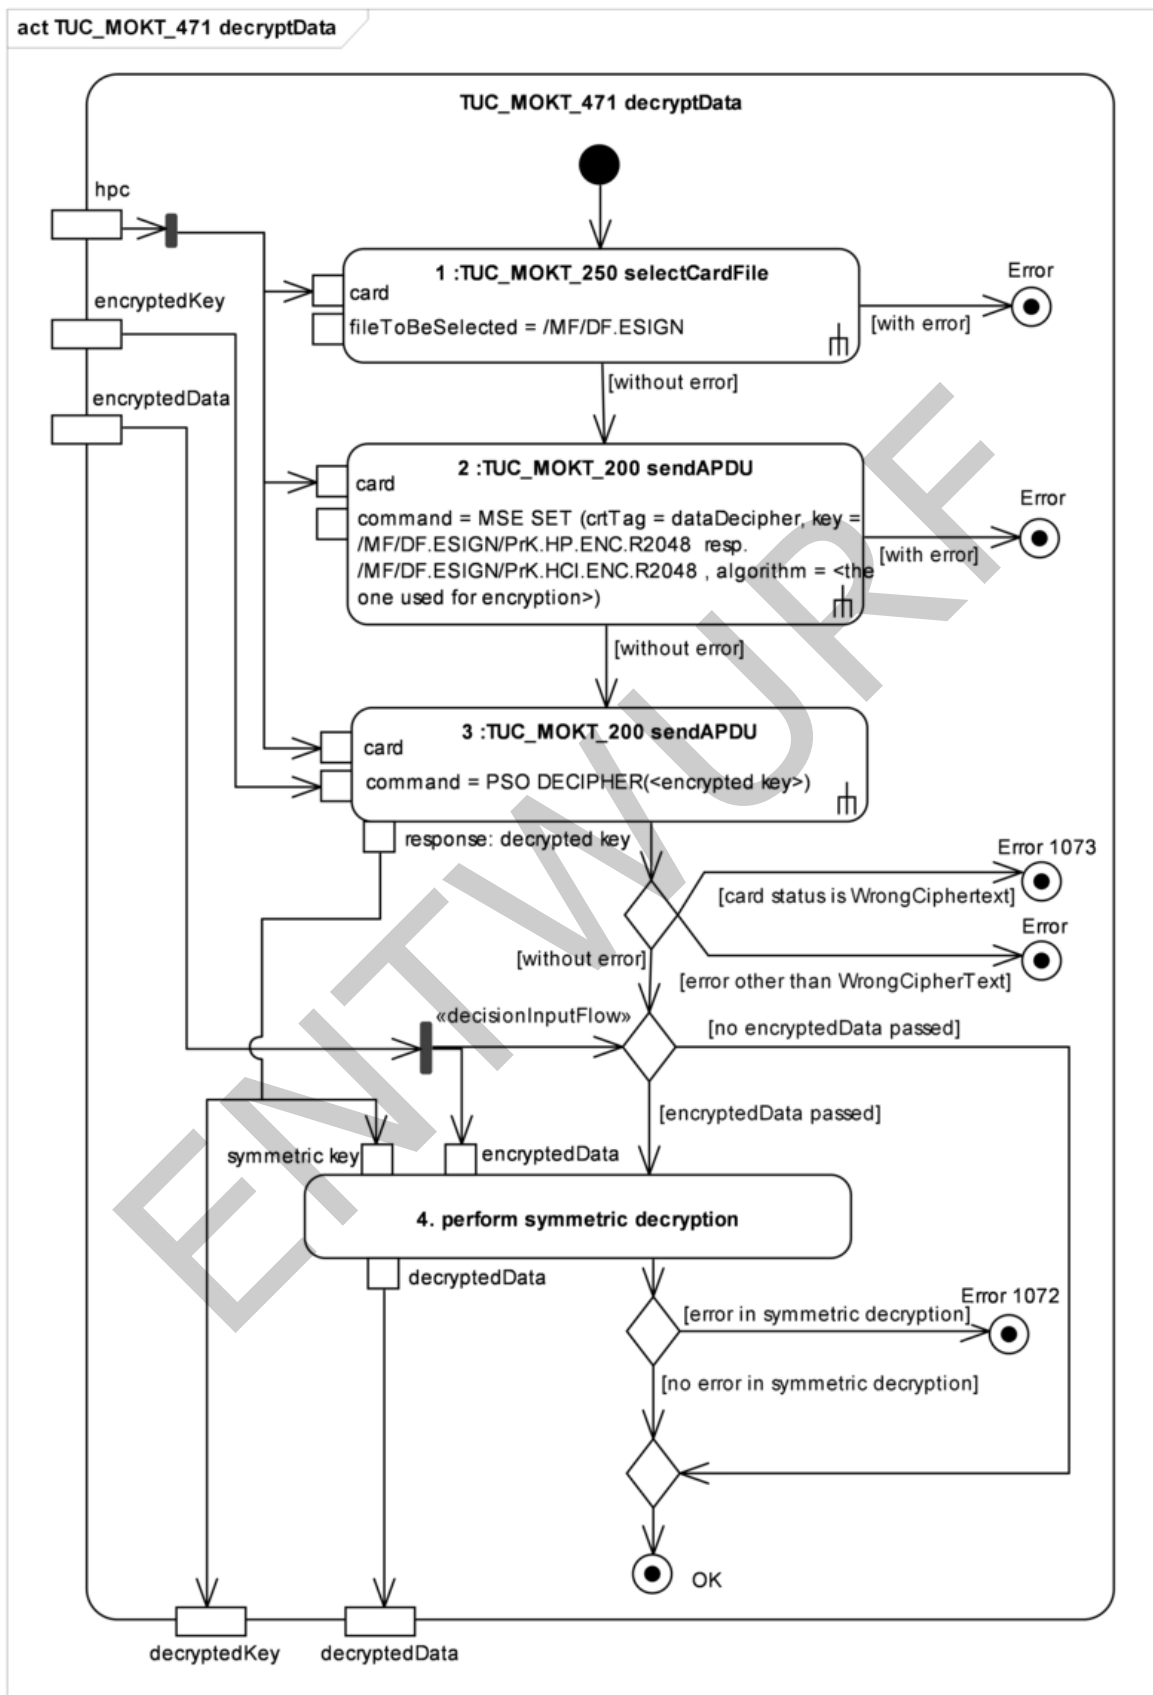 act TUC_MOKT_471 decryptData
TUC_MOKT_471 decryptData
hpc
1 :TUC_MOKT_250 selectCardFile
card
fileToBeSelected = /MF/DF.ESIGN
Error
[with error]
encryptedKey
[without error]
encryptedData
2 :TUC_MOKT_200 sendAPDU
card
command = MSE SET (crtTag = dataDecipher, key =
/MF/DF.ESIGN/PrK.HP.ENC.R2048 resp.
/MF/DF.ESIGN/PrK.HCI.ENC.R2048 , algorithm = <the
one used for encryption>)
Error
[with error]
[without error]
3 :TUC_MOKT_200 sendAPDU
card
command = PSO DECIPHER(<encrypted key>)
response: decrypted key
Error 1073
[card status is WrongCiphertext]
Error
[without error]
[error other than WrongCipherText]
«decisionInputFlow»
[no encryptedData passed]
[encryptedData passed]
symmetric key
encryptedData
4. perform symmetric decryption
decryptedData
Error 1072
[error in symmetric decryption]
[no error in symmetric decryption]
OK
decryptedKey
decryptedData
ENTWURF